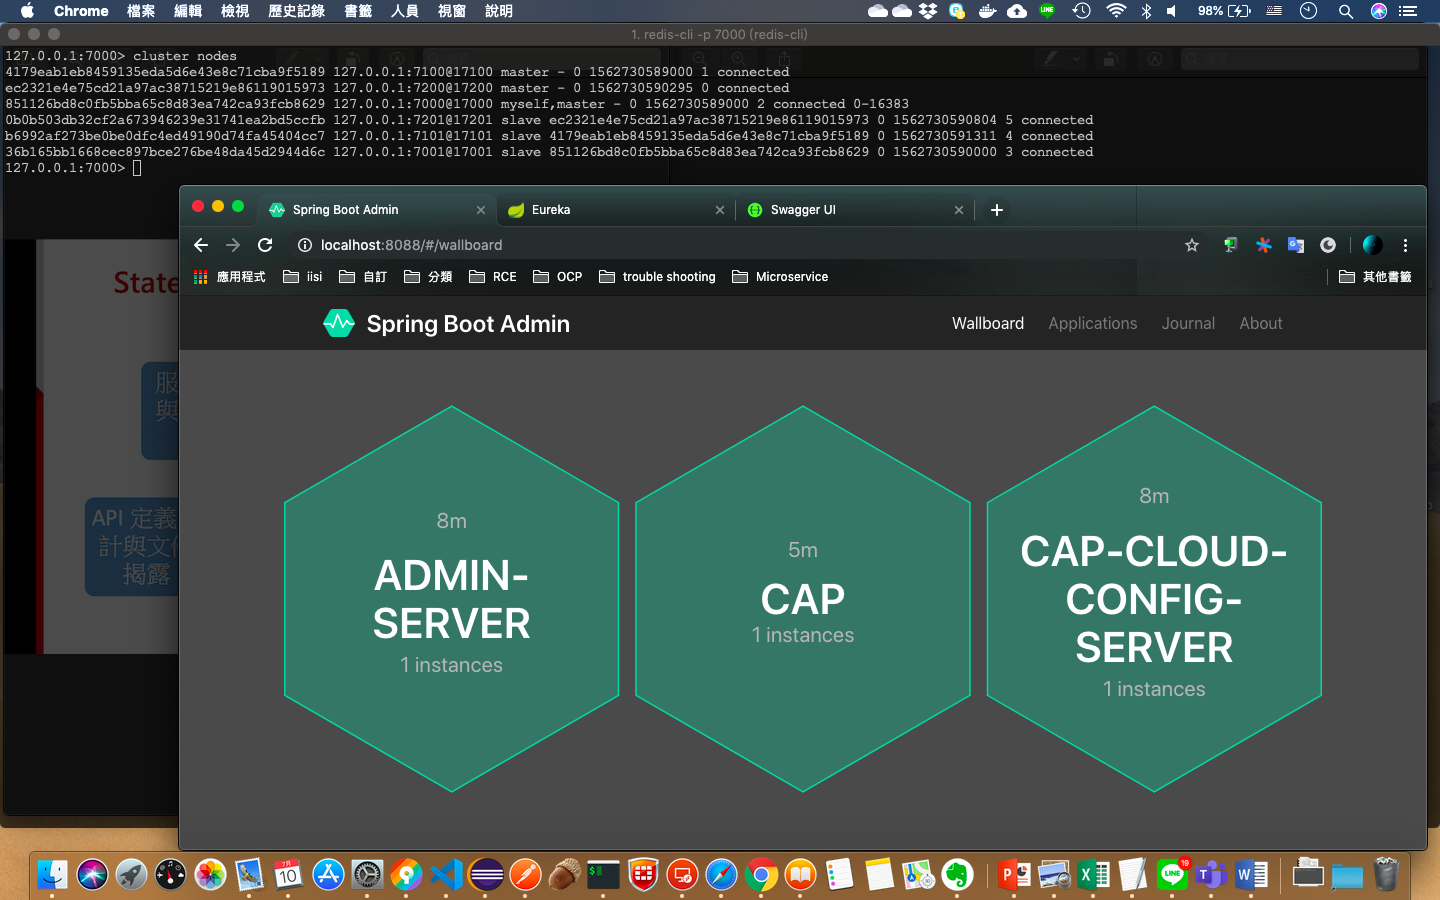 Chrome 檔案 編輯 檢視 歷史記錄 書籤 人員 視窗 說明 98%
1. redis-cli -p 7000 (redis-cli)
127.0.0.1:7000> cluster nodes
4179eab1eb8459135eda5d6e43e8c71cba9f5189 127.0.0.1:7100@17100 master - 0 1562730589000 1 connected
ec2321e4e75cd21a97ac38715219e86119015973 127.0.0.1:7200@17200 master - 0 1562730590295 0 connected
851126bd8c0fb5bba65c8d83ea742ca93fcb8629 127.0.0.1:7000@17000 myself,master - 0 1562730589000 2 connected 0-16383
0b0b503db32cf2a673946239e31741ea2bd5ccfb 127.0.0.1:7201@17201 slave ec2321e4e75cd21a97ac38715219e86119015973 0 1562730590804 5 connected
b6992af273be0be0dfc4ed49190d74fa45404cc7 127.0.0.1:7101@17101 slave 4179eab1eb8459135eda5d6e43e8c71cba9f5189 0 1562730591311 4 connected
36b165bb1668cec897bce276be48da45d2944d6c 127.0.0.1:7001@17001 slave 851126bd8c0fb5bba65c8d83ea742ca93fcb8629 0 1562730590000 3 connected
127.0.0.1:7000>
Spring Boot Admin Eureka Swagger UI
localhost:8088/#/wallboard
應用程式 iisi 自訂 分類 RCE OCP trouble shooting Microservice 其他書籤
Spring Boot Admin Wallboard Applications Journal About
State
服
與
API 定義
計與文件
揭露
8m
ADMIN-
SERVER
1 instances
5m
CAP
1 instances
8m
CAP-CLOUD-
CONFIG-
SERVER
1 instances
7月
10
19